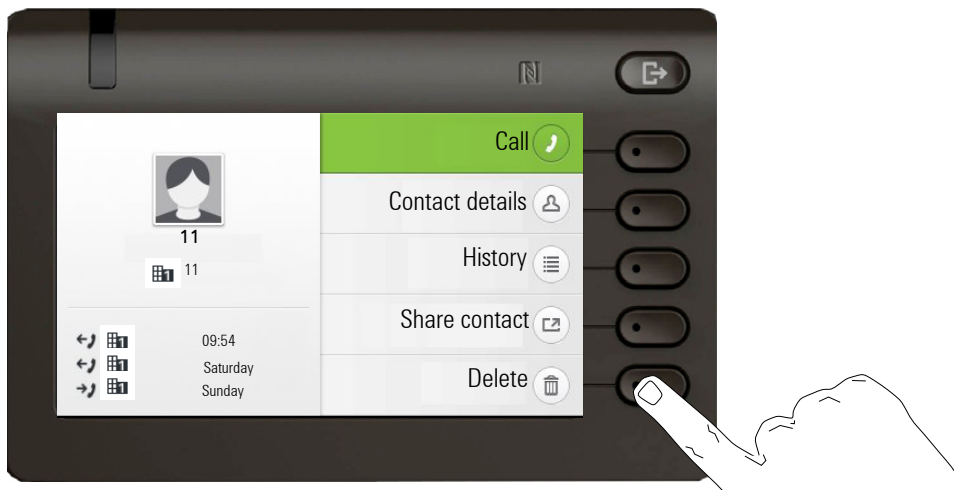 11
11
09:54
Saturday
Sunday
Call
Contact details
History
Share contact
Delete